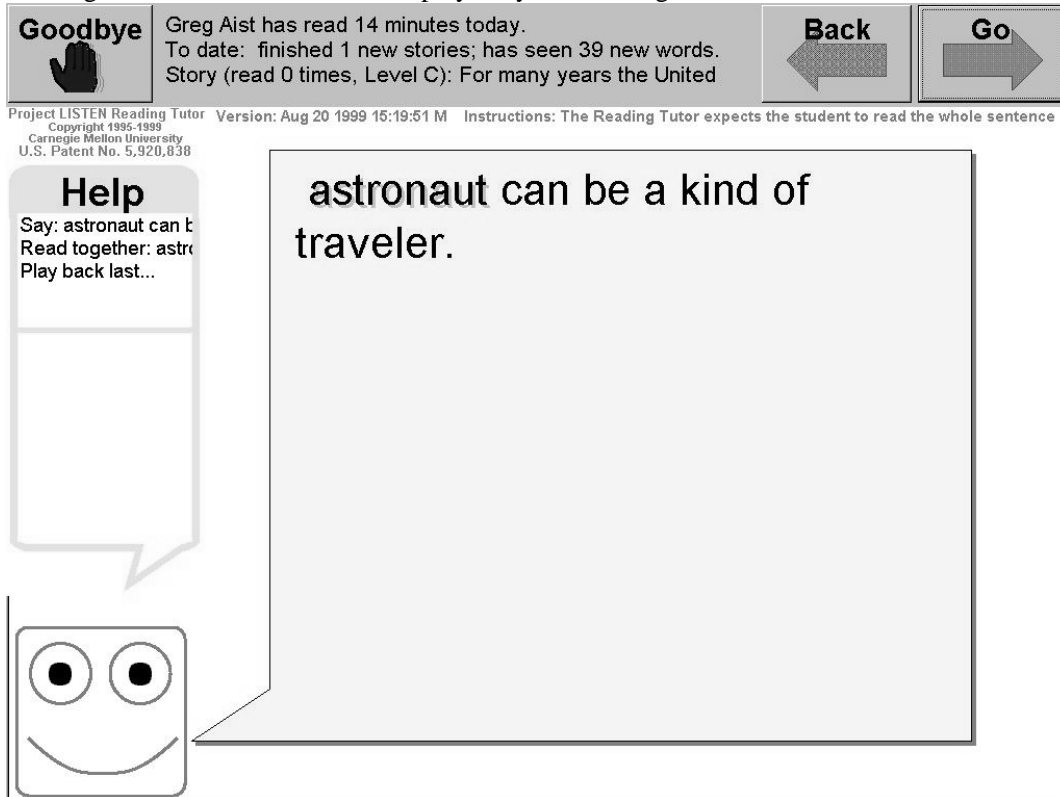 Goodbye
Greg Aist has read 14 minutes today.
To date: finished 1 new stories; has seen 39 new words.
Story (read 0 times, Level C): For many years the United
Back
Go
Project LISTEN Reading Tutor
Copyright 1995-1999
Carnegie Mellon University
U.S. Patent No. 5,920,838
Version: Aug 20 1999 15:19:51 M Instructions: The Reading Tutor expects the student to read the whole sentence
Help
Say: astronaut can b
Read together: astro
Play back last...
astronaut can be a kind of
traveler.